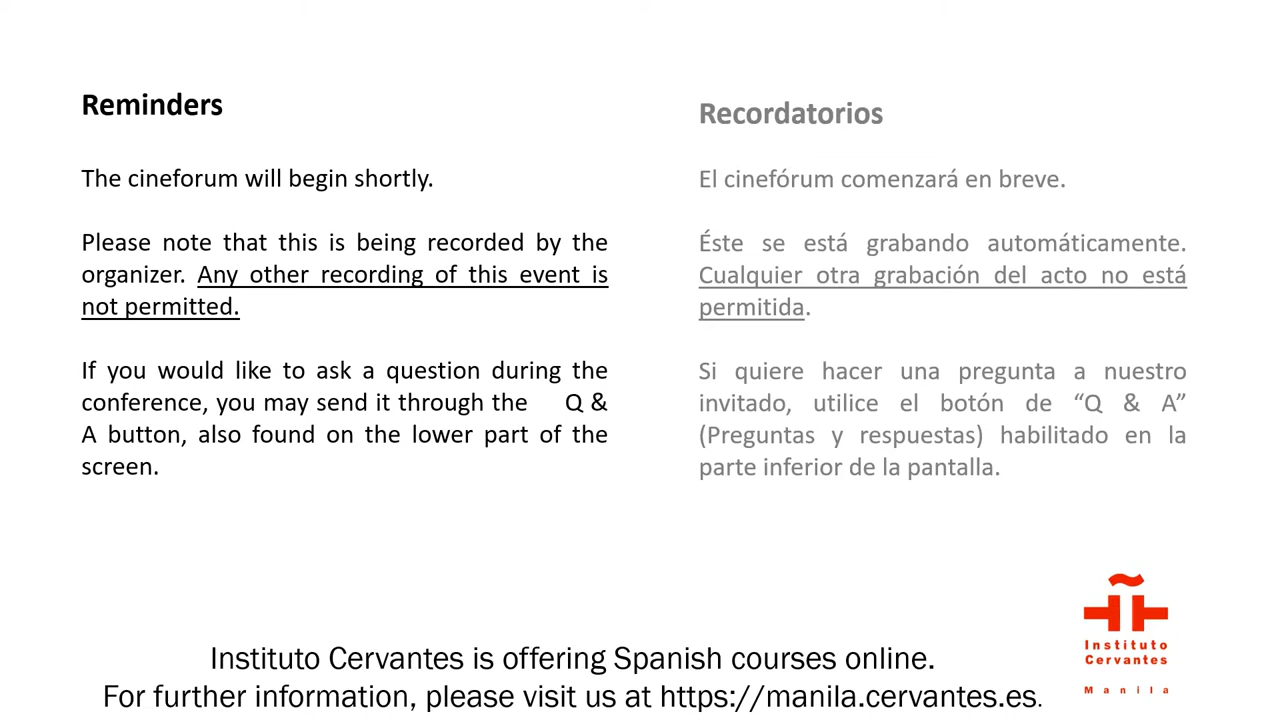 Reminders
The cineforum will begin shortly.
Please note that this is being recorded by the
organizer. Any other recording of this event is
not permitted.
If you would like to ask a question during the
conference, you may send it through the Q &
A button, also found on the lower part of the
screen.
Recordatorios
El cinefórum comenzará en breve.
Éste se está grabando automáticamente.
Cualquier otra grabación del acto no está
permitida.
Si quiere hacer una pregunta a nuestro
invitado, utilice el botón de “Q & A”
(Preguntas y respuestas) habilitado en la
parte inferior de la pantalla.
Instituto
Cervantes
Manila
Instituto Cervantes is offering Spanish courses online.
For further information, please visit us at https://manila.cervantes.es.